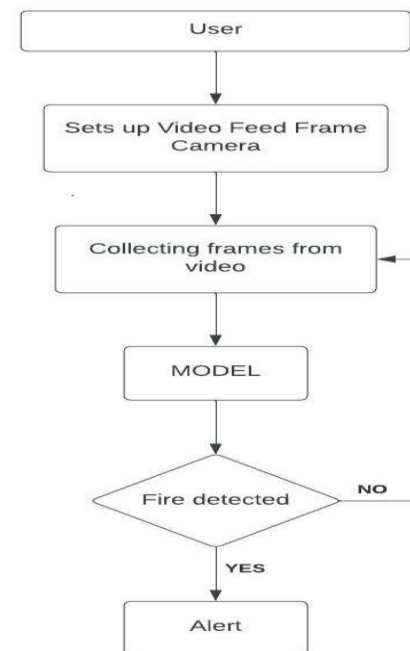 User
Sets up Video Feed Frame
Camera
Collecting frames from
video
MODEL
Fire detected
NO
YES
Alert